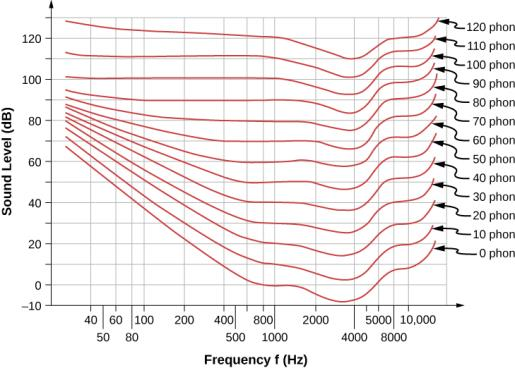 120 phon
110 phon
100 phon
90 phon
80 phon
70 phon
60 phon
50 phon
40 phon
30 phon
20 phon
10 phon
0 phon
Sound Level (dB)
120
100
80
60
40
20
0
–10
40 60 100 200 400 800 2000 5000 10,000
50 80 500 1000 4000 8000
Frequency f (Hz)